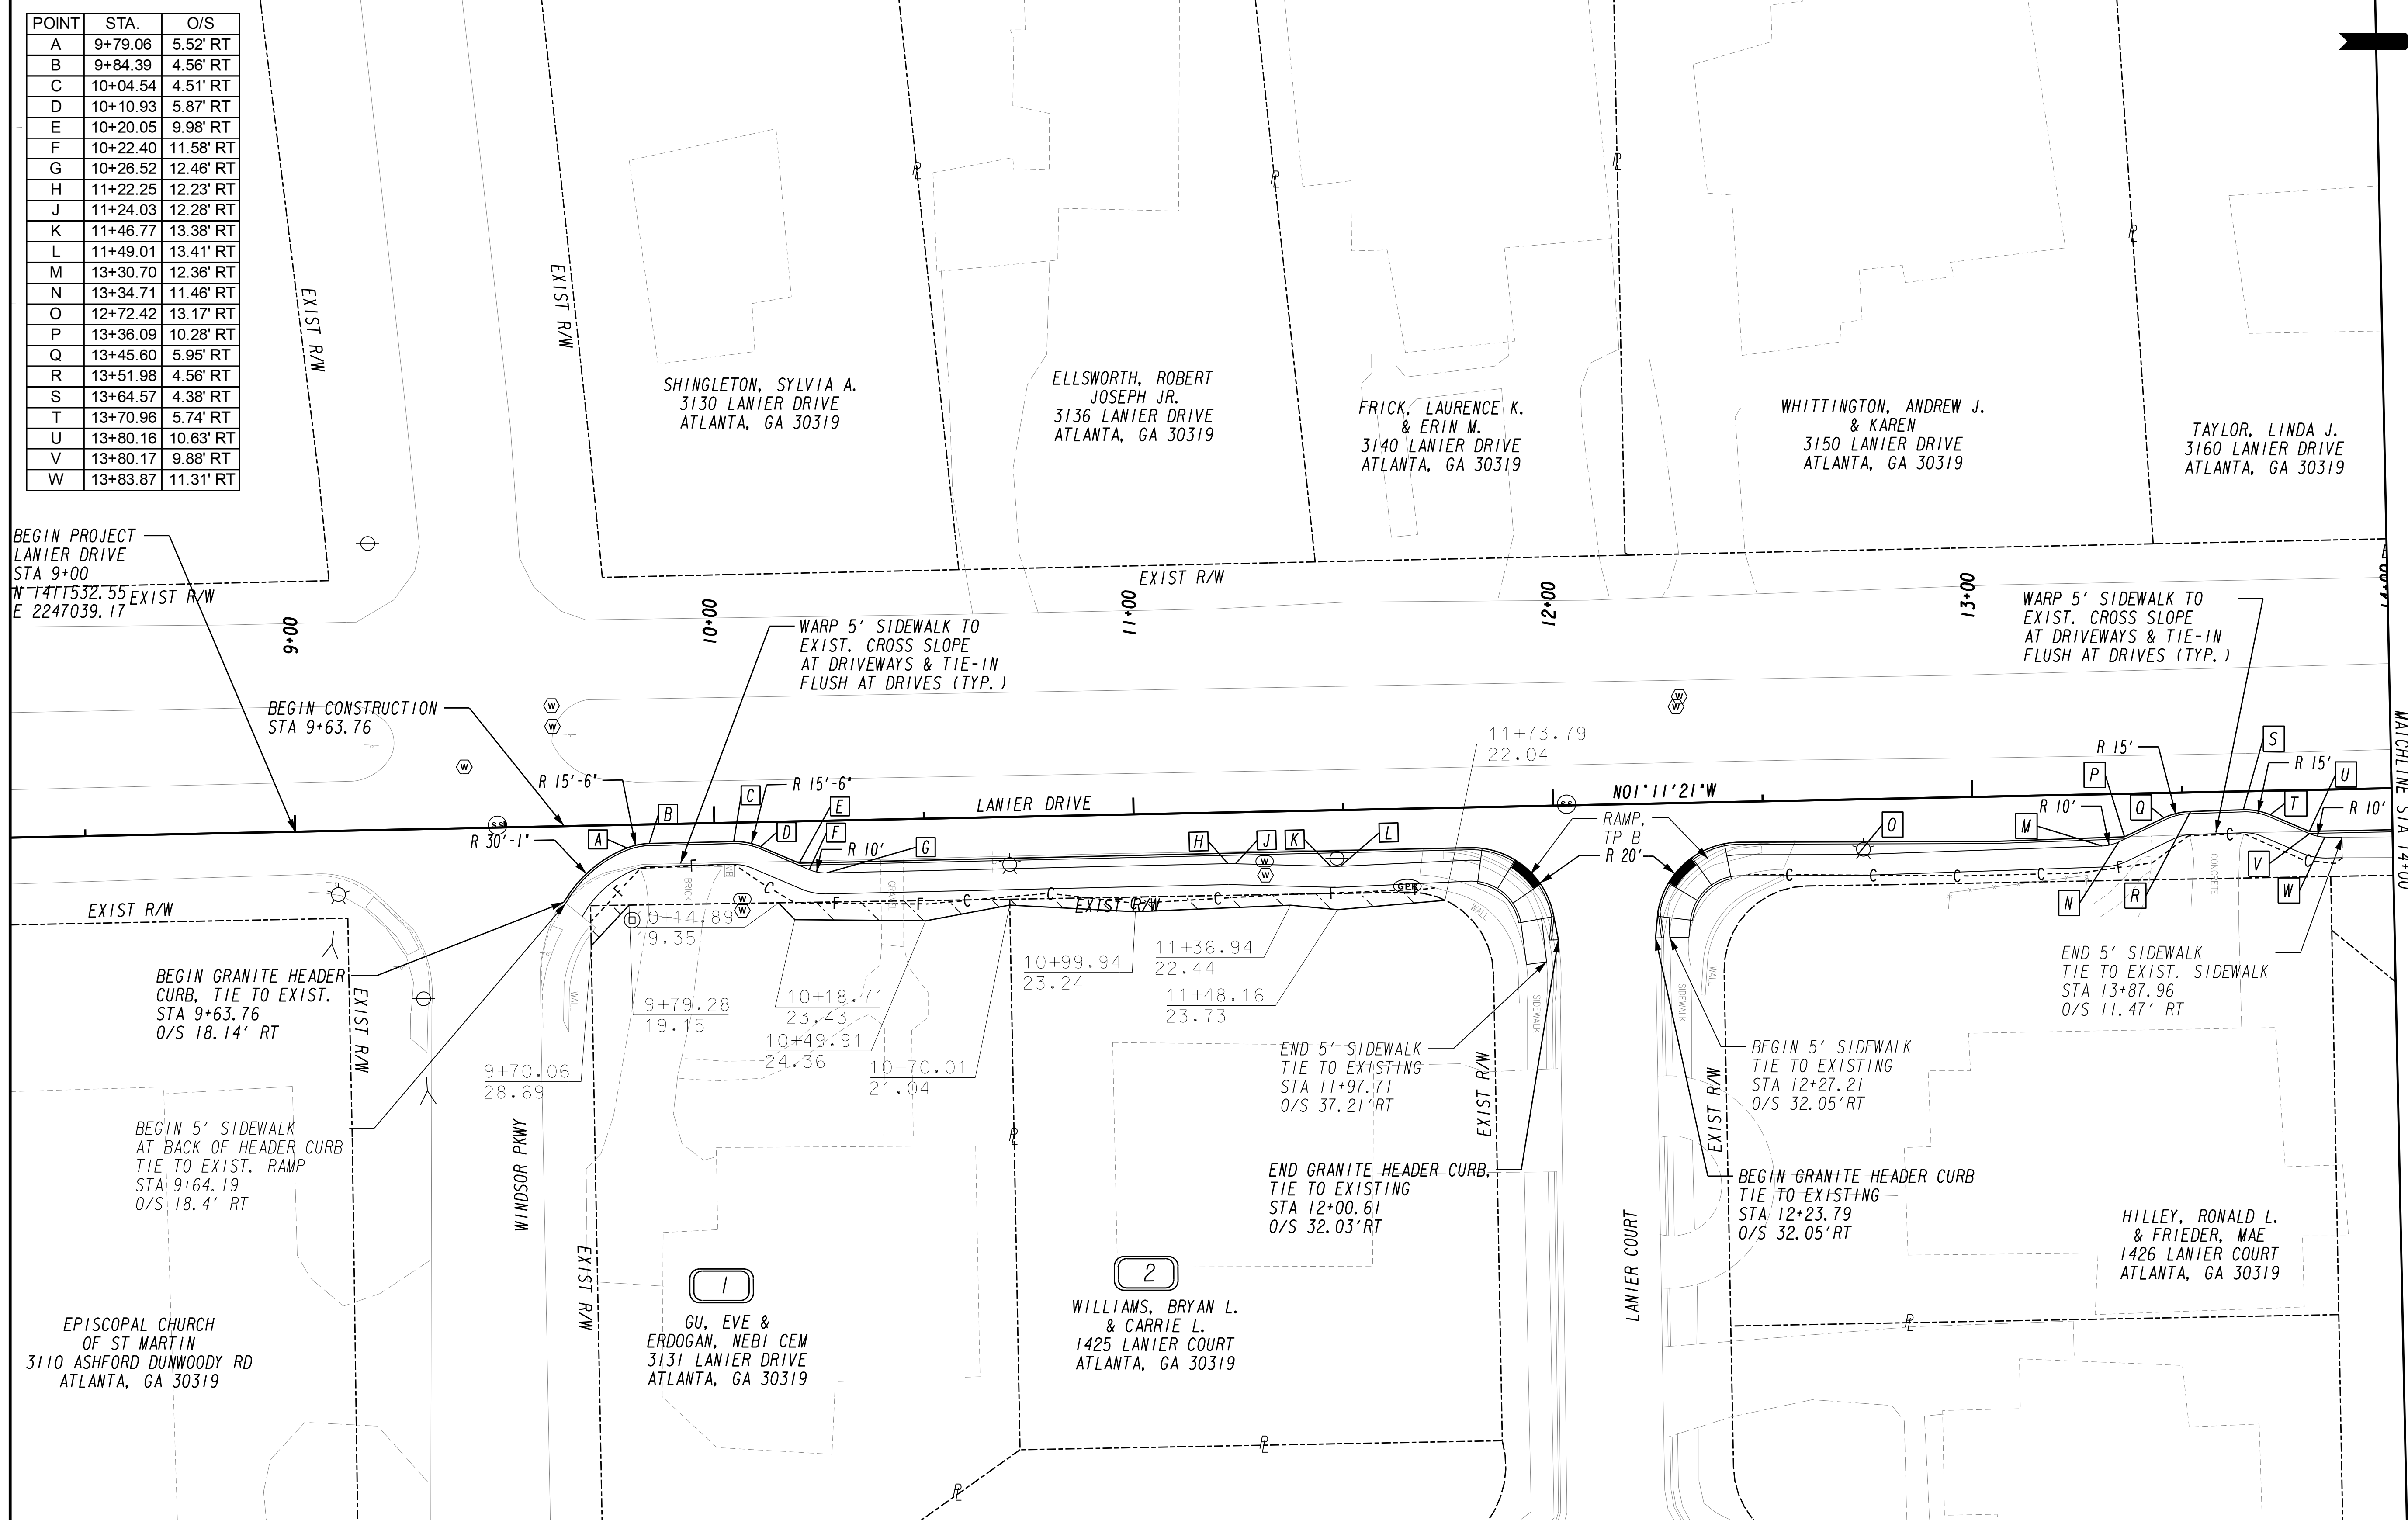 POINT STA. O/S
A 9+79.06 5.52' RT
B 9+84.39 4.56' RT
C 10+04.54 4.51' RT
D 10+10.93 5.87' RT
E 10+20.05 9.98' RT
F 10+22.40 11.58' RT
G 10+26.52 12.46' RT
H 11+22.25 12.23' RT
J 11+24.03 12.28' RT
K 11+46.77 13.38' RT
L 11+49.01 13.41' RT
M 13+30.70 12.36' RT
N 13+34.71 11.46' RT
O 12+72.42 13.17' RT
P 13+36.09 10.28' RT
Q 13+45.60 5.95' RT
R 13+51.98 4.56' RT
S 13+64.57 4.38' RT
T 13+70.96 5.74' RT
U 13+80.16 10.63' RT
V 13+80.17 9.88' RT
W 13+83.87 11.31' RT
EXIST R/W
EXIST R/W
SHINGLETON, SYLVIA A.
3130 LANIER DRIVE
ATLANTA, GA 30319
ELLSWORTH, ROBERT
JOSEPH JR.
3136 LANIER DRIVE
ATLANTA, GA 30319
FRICK, LAURENCE K.
& ERIN M.
3140 LANIER DRIVE
ATLANTA, GA 30319
WHITTINGTON, ANDREW J.
& KAREN
3150 LANIER DRIVE
ATLANTA, GA 30319
TAYLOR, LINDA J.
3160 LANIER DRIVE
ATLANTA, GA 30319
BEGIN PROJECT
LANIER DRIVE
STA 9+00
N 1411532.55
E 2247039.17
EXIST R/W
EXIST R/W
9+00
10+00
11+00
12+00
13+00
14+00
WARP 5' SIDEWALK TO
EXIST. CROSS SLOPE
AT DRIVEWAYS & TIE-IN
FLUSH AT DRIVES (TYP.)
WARP 5' SIDEWALK TO
EXIST. CROSS SLOPE
AT DRIVEWAYS & TIE-IN
FLUSH AT DRIVES (TYP.)
BEGIN CONSTRUCTION
STA 9+63.76
MATCHLINE STA 14+00
R 15'-6"
R 15'-6"
R 30'-1"
R 10'
LANIER DRIVE
N01°11'21"W
11+73.79
22.04
RAMP,
TP B
R 20'
R 15'
R 15'
R 10'
R 10'
A
B
C
D
E
F
G
H
J
K
L
O
M
N
P
Q
R
S
T
U
V
W
SS
SS
W
W
W
W
W
W
W
W
W
D
GPR
BRICK
MB
GRAVEL
CONCRETE
WALL
WALL
WALL
SIDEWALK
SIDEWALK
EXIST R/W
EXIST R/W
10+14.89
19.35
9+79.28
19.15
10+18.71
23.43
10+49.91
24.36
10+70.01
21.04
9+70.06
28.69
10+99.94
23.24
11+36.94
22.44
11+48.16
23.73
BEGIN GRANITE HEADER
CURB, TIE TO EXIST.
STA 9+63.76
O/S 18.14' RT
EXIST R/W
BEGIN 5' SIDEWALK
AT BACK OF HEADER CURB
TIE TO EXIST. RAMP
STA 9+64.19
O/S 18.4' RT
WINDSOR PKWY
EXIST R/W
END 5' SIDEWALK
TIE TO EXISTING
STA 11+97.71
O/S 37.21'RT
EXIST R/W
END GRANITE HEADER CURB,
TIE TO EXISTING
STA 12+00.61
O/S 32.03'RT
LANIER COURT
EXIST R/W
BEGIN 5' SIDEWALK
TIE TO EXISTING
STA 12+27.21
O/S 32.05'RT
BEGIN GRANITE HEADER CURB
TIE TO EXISTING
STA 12+23.79
O/S 32.05'RT
END 5' SIDEWALK
TIE TO EXIST. SIDEWALK
STA 13+87.96
O/S 11.47' RT
EPISCOPAL CHURCH
OF ST MARTIN
3110 ASHFORD DUNWOODY RD
ATLANTA, GA 30319
1
GU, EVE &
ERDOGAN, NEBI CEM
3131 LANIER DRIVE
ATLANTA, GA 30319
2
WILLIAMS, BRYAN L.
& CARRIE L.
1425 LANIER COURT
ATLANTA, GA 30319
HILLEY, RONALD L.
& FRIEDER, MAE
1426 LANIER COURT
ATLANTA, GA 30319